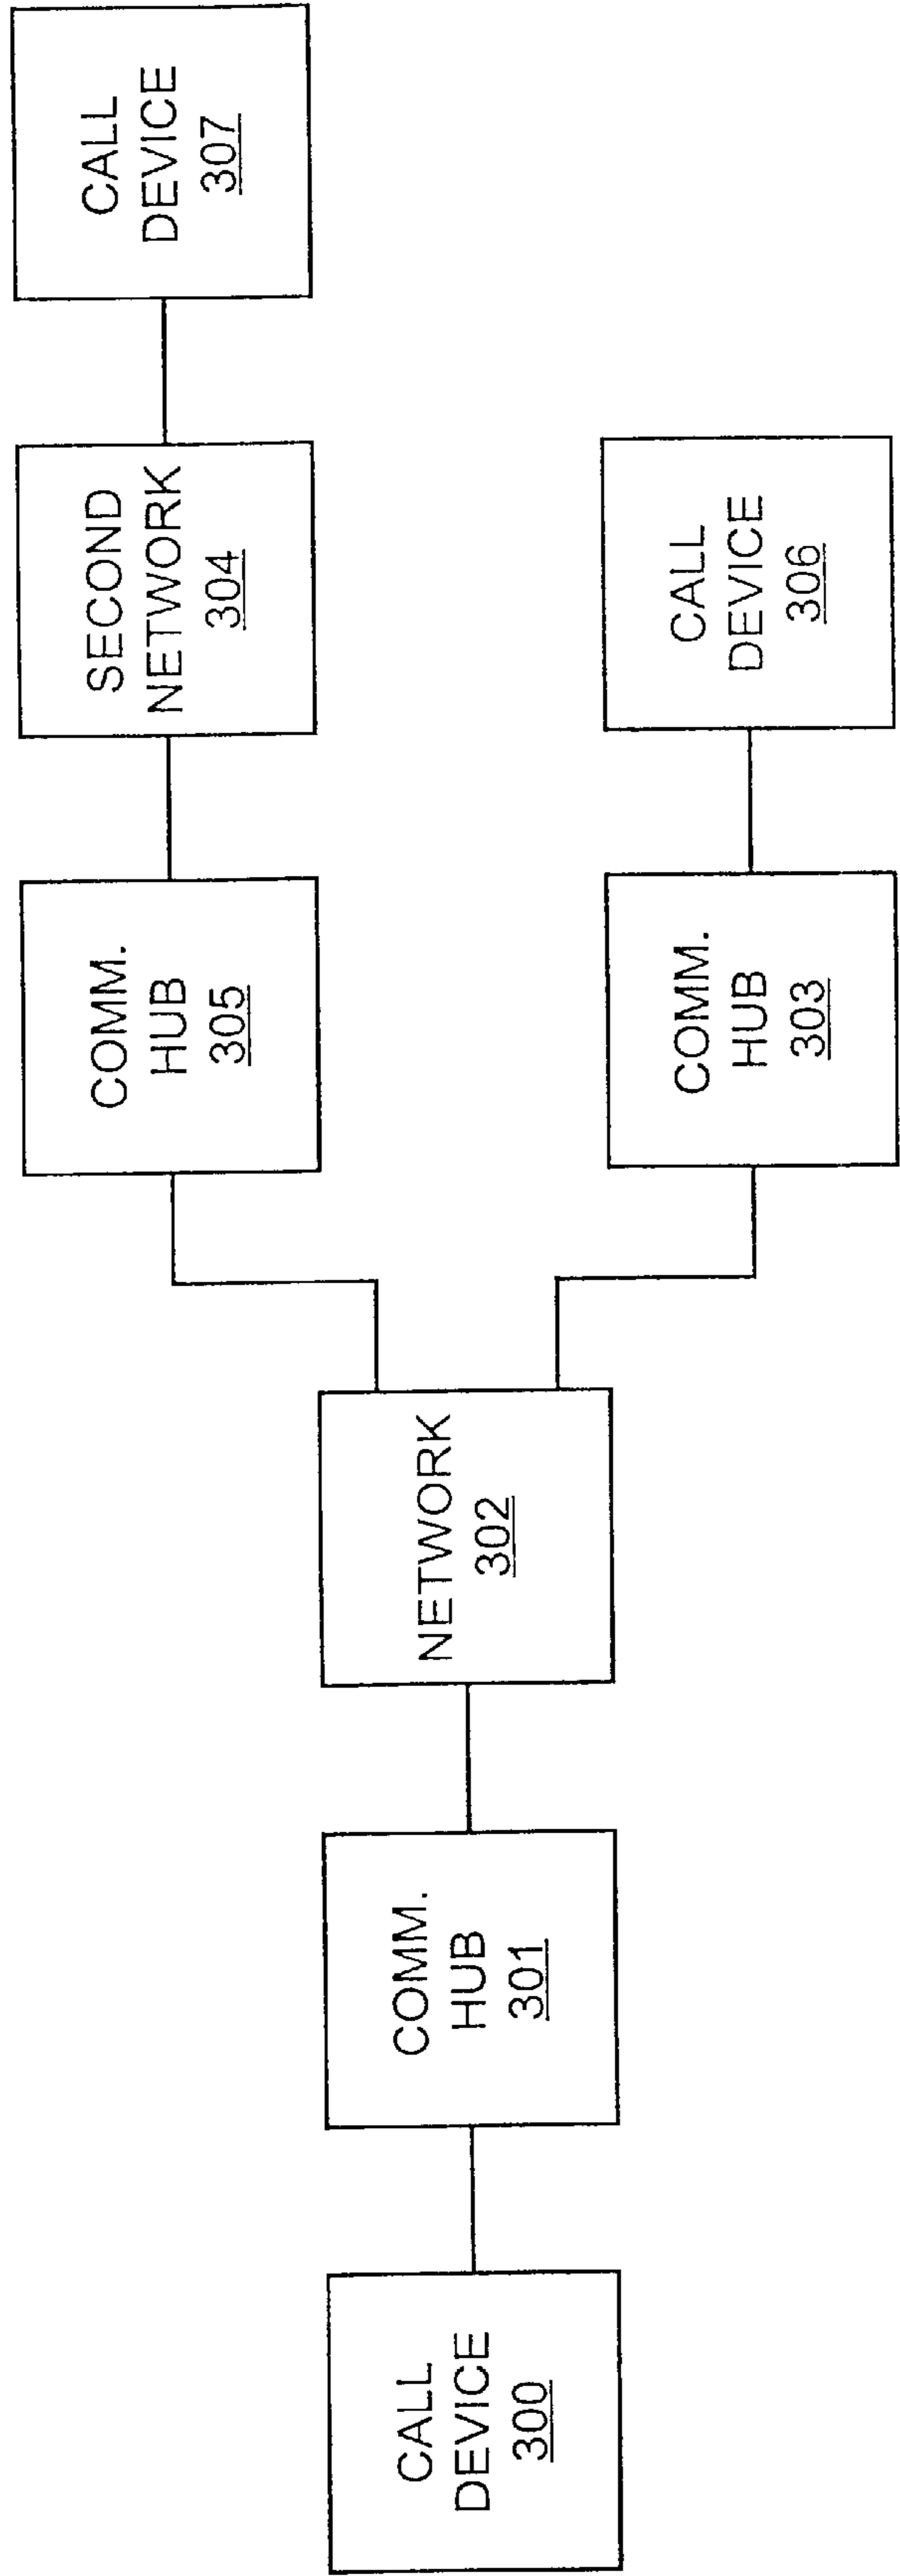 CALL
DEVICE
300
COMM.
HUB
301
NETWORK
302
COMM.
HUB
305
SECOND
NETWORK
304
CALL
DEVICE
307
COMM.
HUB
303
CALL
DEVICE
306